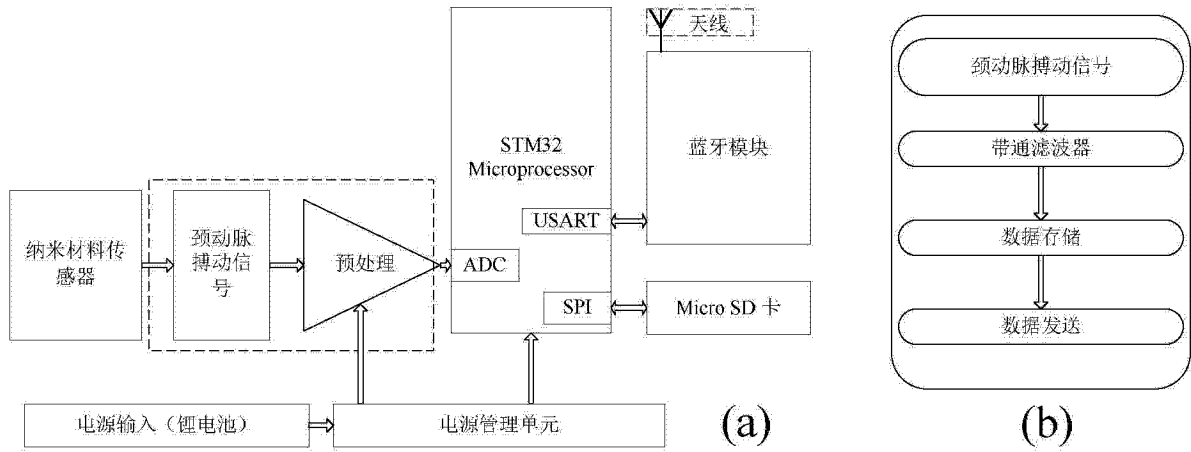 天线
STM32
Microprocessor
蓝牙模块
USART
纳米材料传
感器
颈动脉
搏动信
号
预处理
ADC
SPI
Micro SD 卡
电源输入（锂电池）
电源管理单元
(a)
颈动脉搏动信号
带通滤波器
数据存储
数据发送
(b)